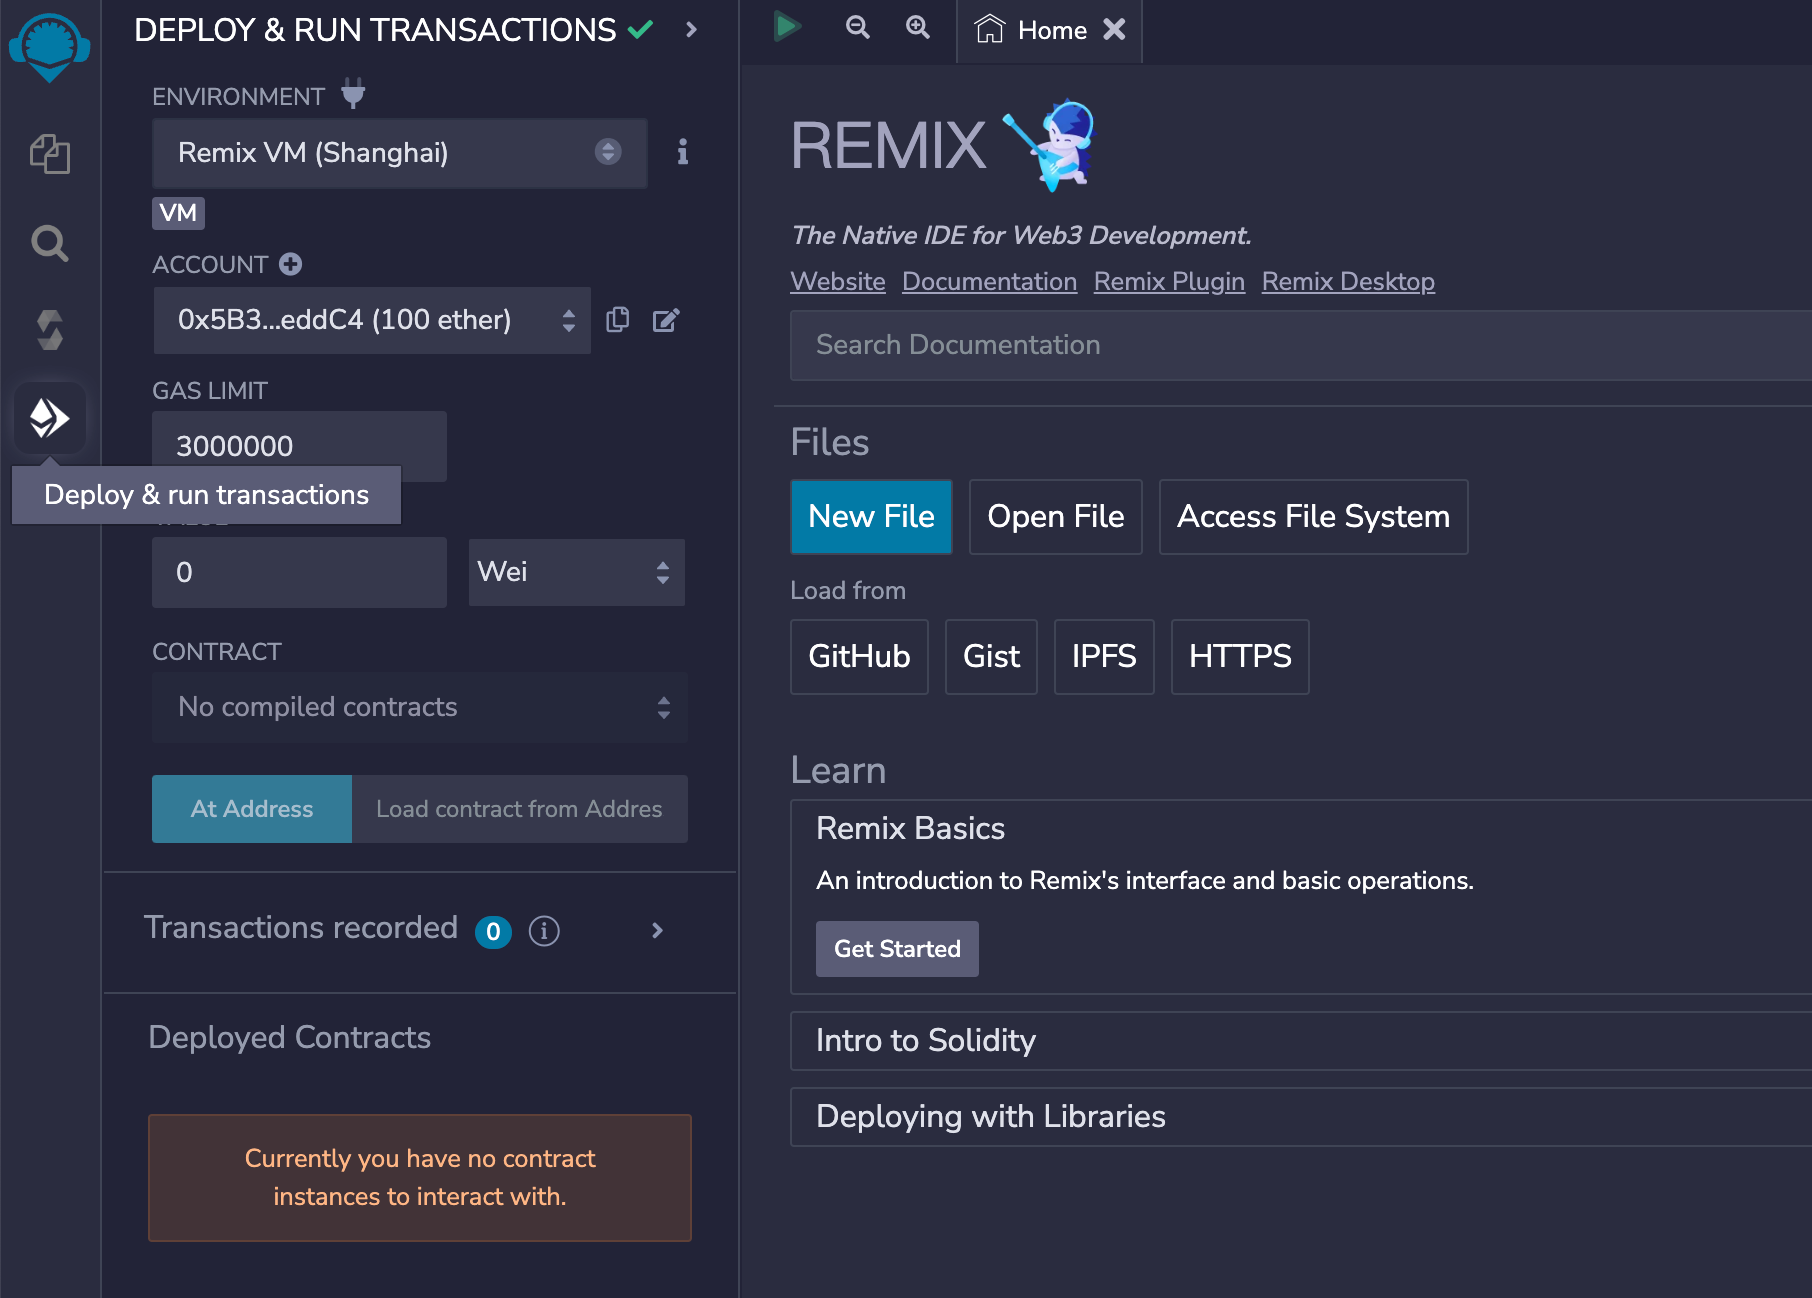 DEPLOY & RUN TRANSACTIONS
ENVIRONMENT
Remix VM (Shanghai)
VM
ACCOUNT
0x5B3...eddC4 (100 ether)
GAS LIMIT
3000000
Deploy & run transactions
0
Wei
CONTRACT
No compiled contracts
At Address
Load contract from Addres
Transactions recorded 0
Deployed Contracts
Currently you have no contract
instances to interact with.
Home
REMIX
The Native IDE for Web3 Development.
Website Documentation Remix Plugin Remix Desktop
Search Documentation
Files
New File Open File Access File System
Load from
GitHub Gist IPFS HTTPS
Learn
Remix Basics
An introduction to Remix's interface and basic operations.
Get Started
Intro to Solidity
Deploying with Libraries